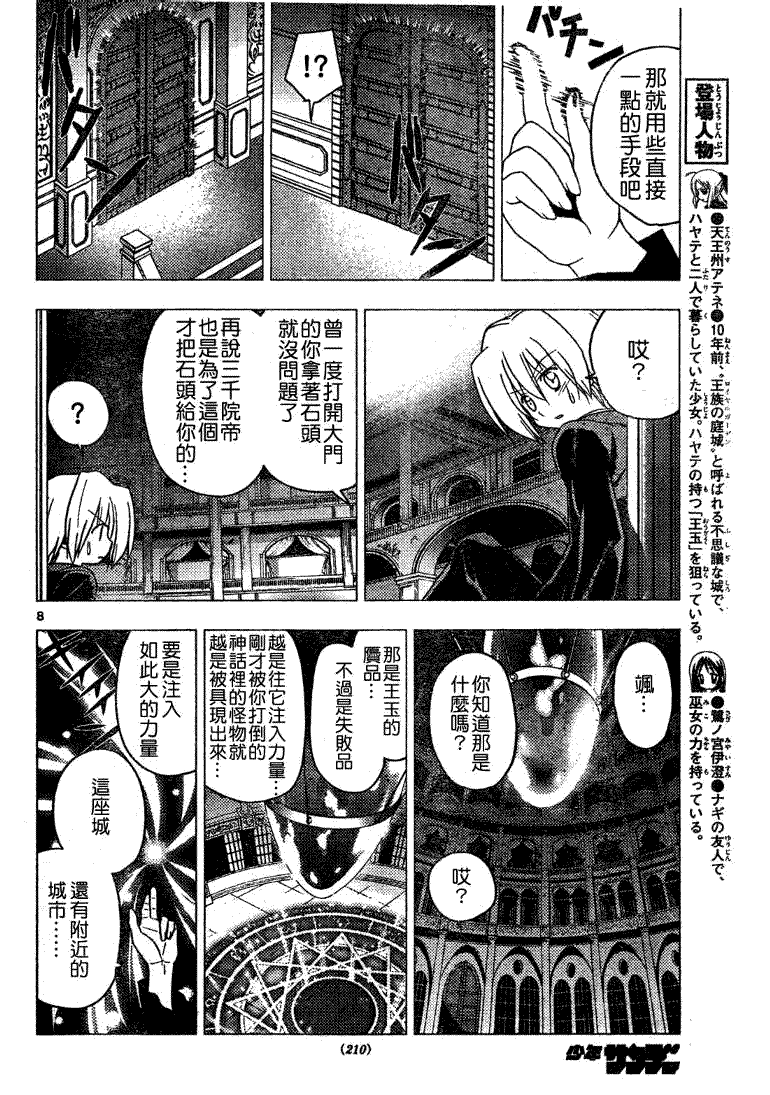 登場人物
とうじょうじんぶつ
●天王州アテネ●10年前、"王族の庭城"と呼ばれる不思議な城で、
ハヤテと二人で暮らしていた少女。ハヤテの持つ「王玉」を狙っている。
●鷺ノ宮伊澄●ナギの友人で、
巫女の力を持っている。
パチン
那就用些直接
一點的手段吧
!?
バタン
バタン
哎?
曾一度打開大門
的你拿著石頭
就沒問題了
再說三千院帝
也是為了這個
才把石頭給你的…
?
8
颯…
你知道那是
什麼嗎?
哎?
那是王玉的
贗品…
不過是失敗品
越是往它注入力量…
剛才被你打倒的
神話裡的怪物就
越是被具現出來…
要是注入
如此大的力量
這座城
還有附近的
城市……
(210)
少年サンデー